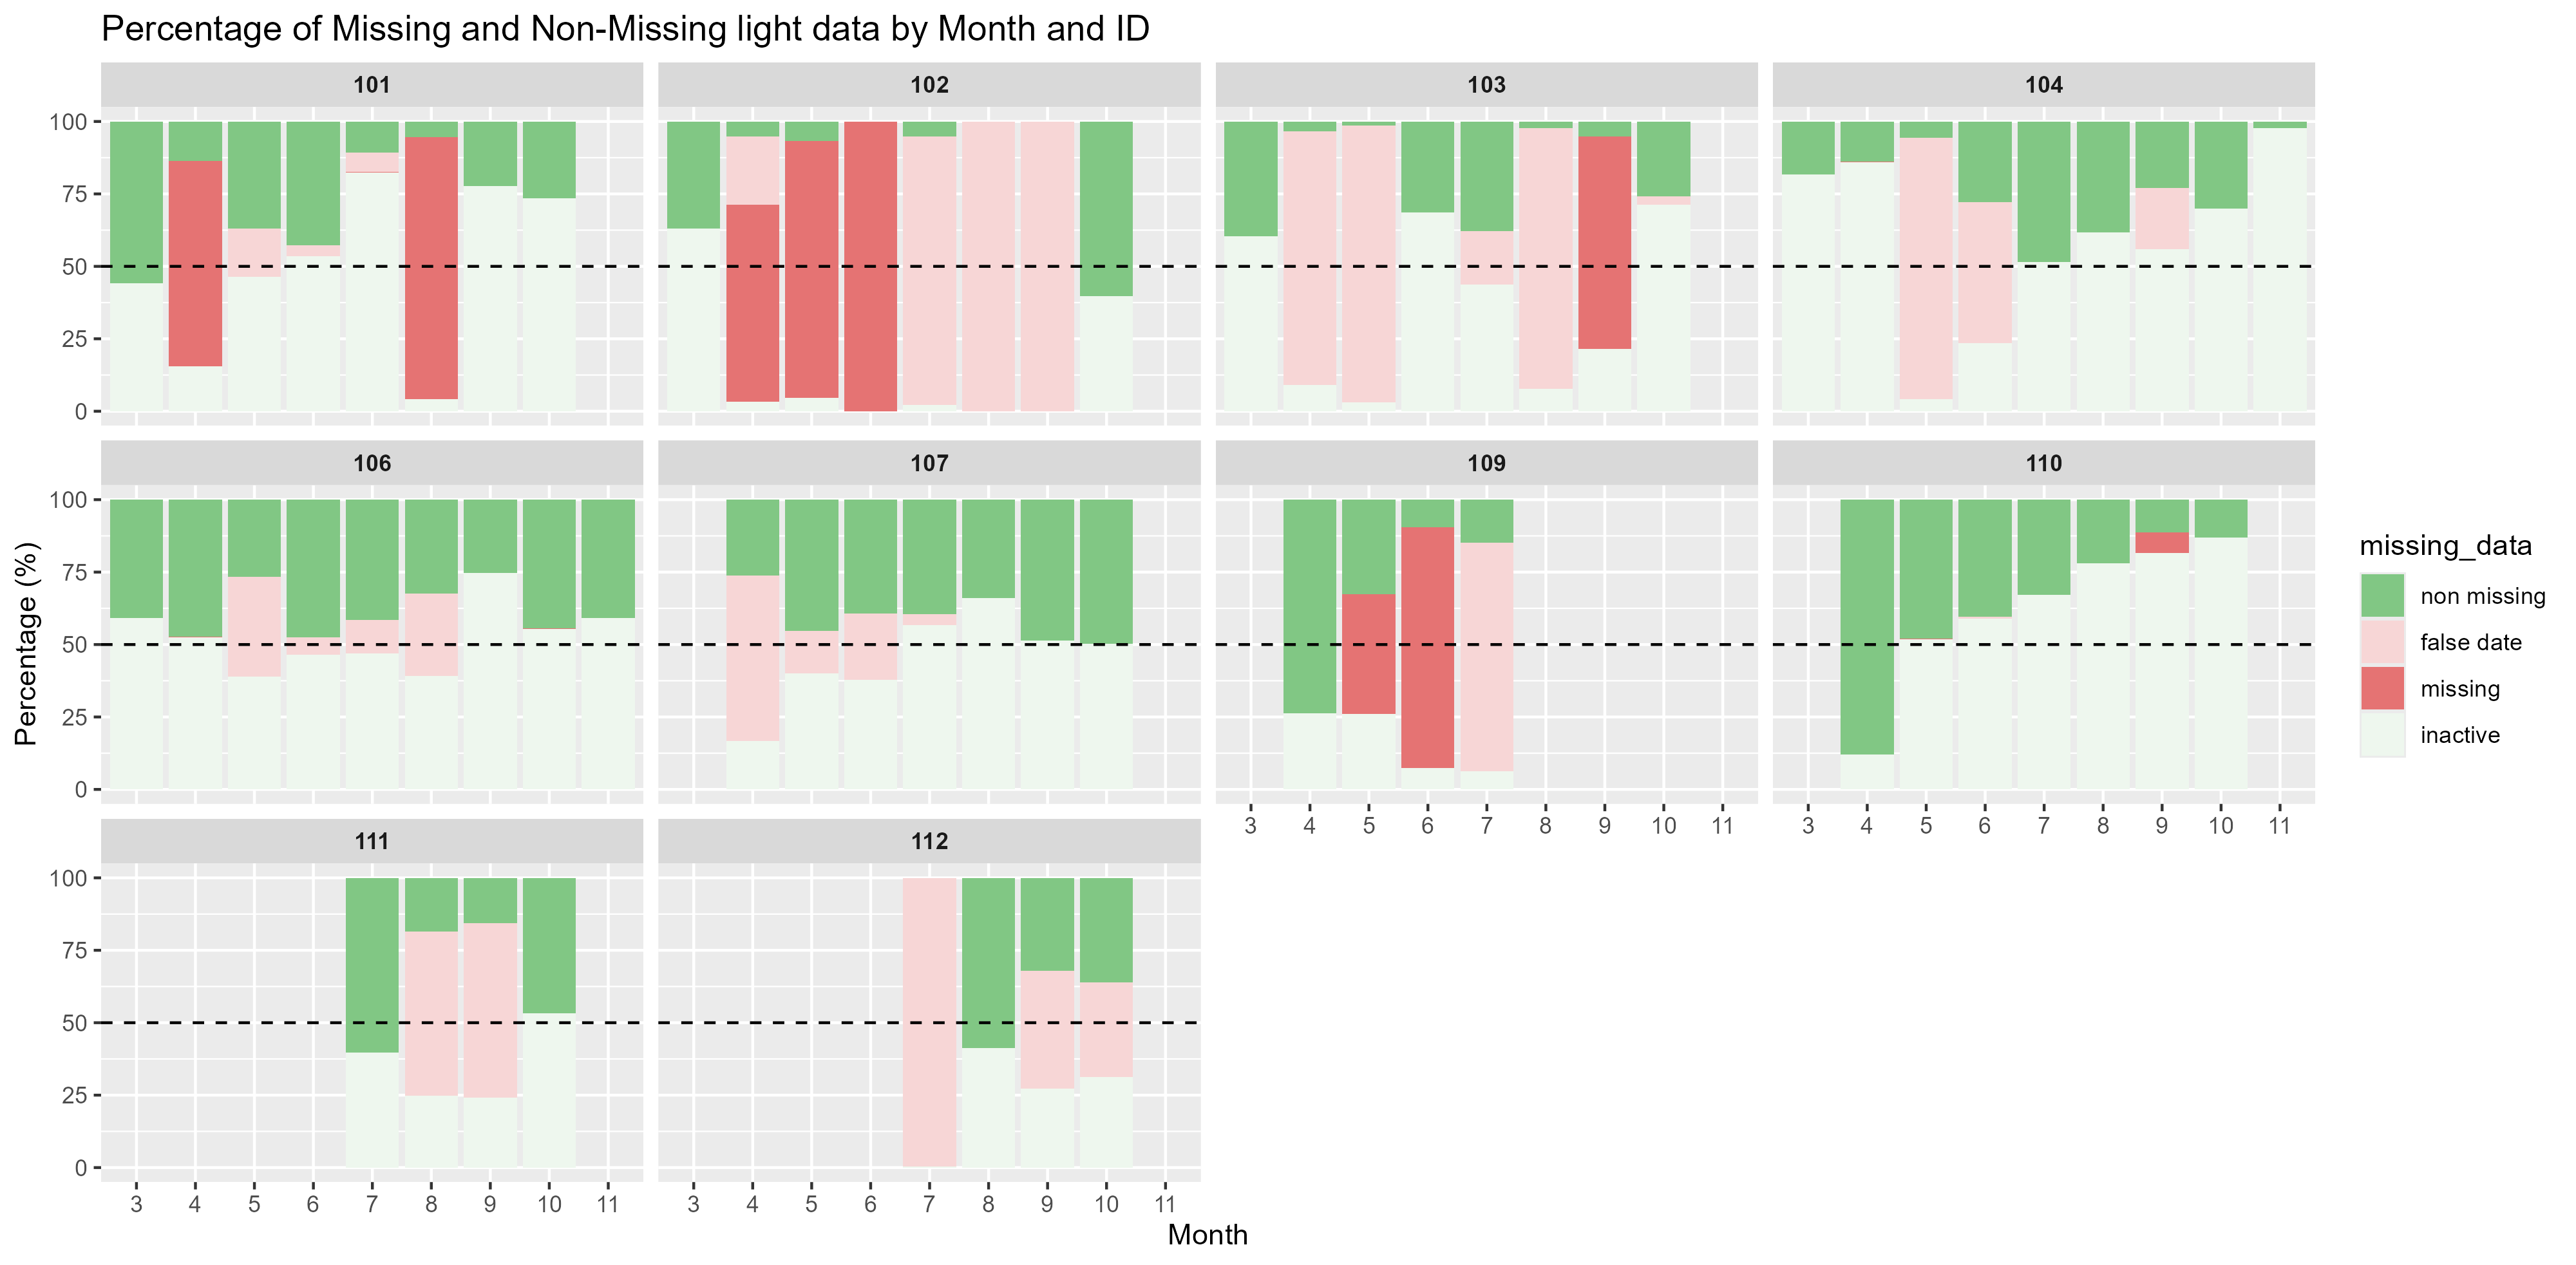 Percentage of Missing and Non-Missing light data by Month and ID
101 102 103 104
100
75
50
25
0
106 107 109 110
100
75
50
25
0
3 4 5 6 7 8 9 10 11 3 4 5 6 7 8 9 10 11
111 112
100
75
50
25
0
3 4 5 6 7 8 9 10 11 3 4 5 6 7 8 9 10 11
Month
Percentage (%)
missing_data
non missing
false date
missing
inactive